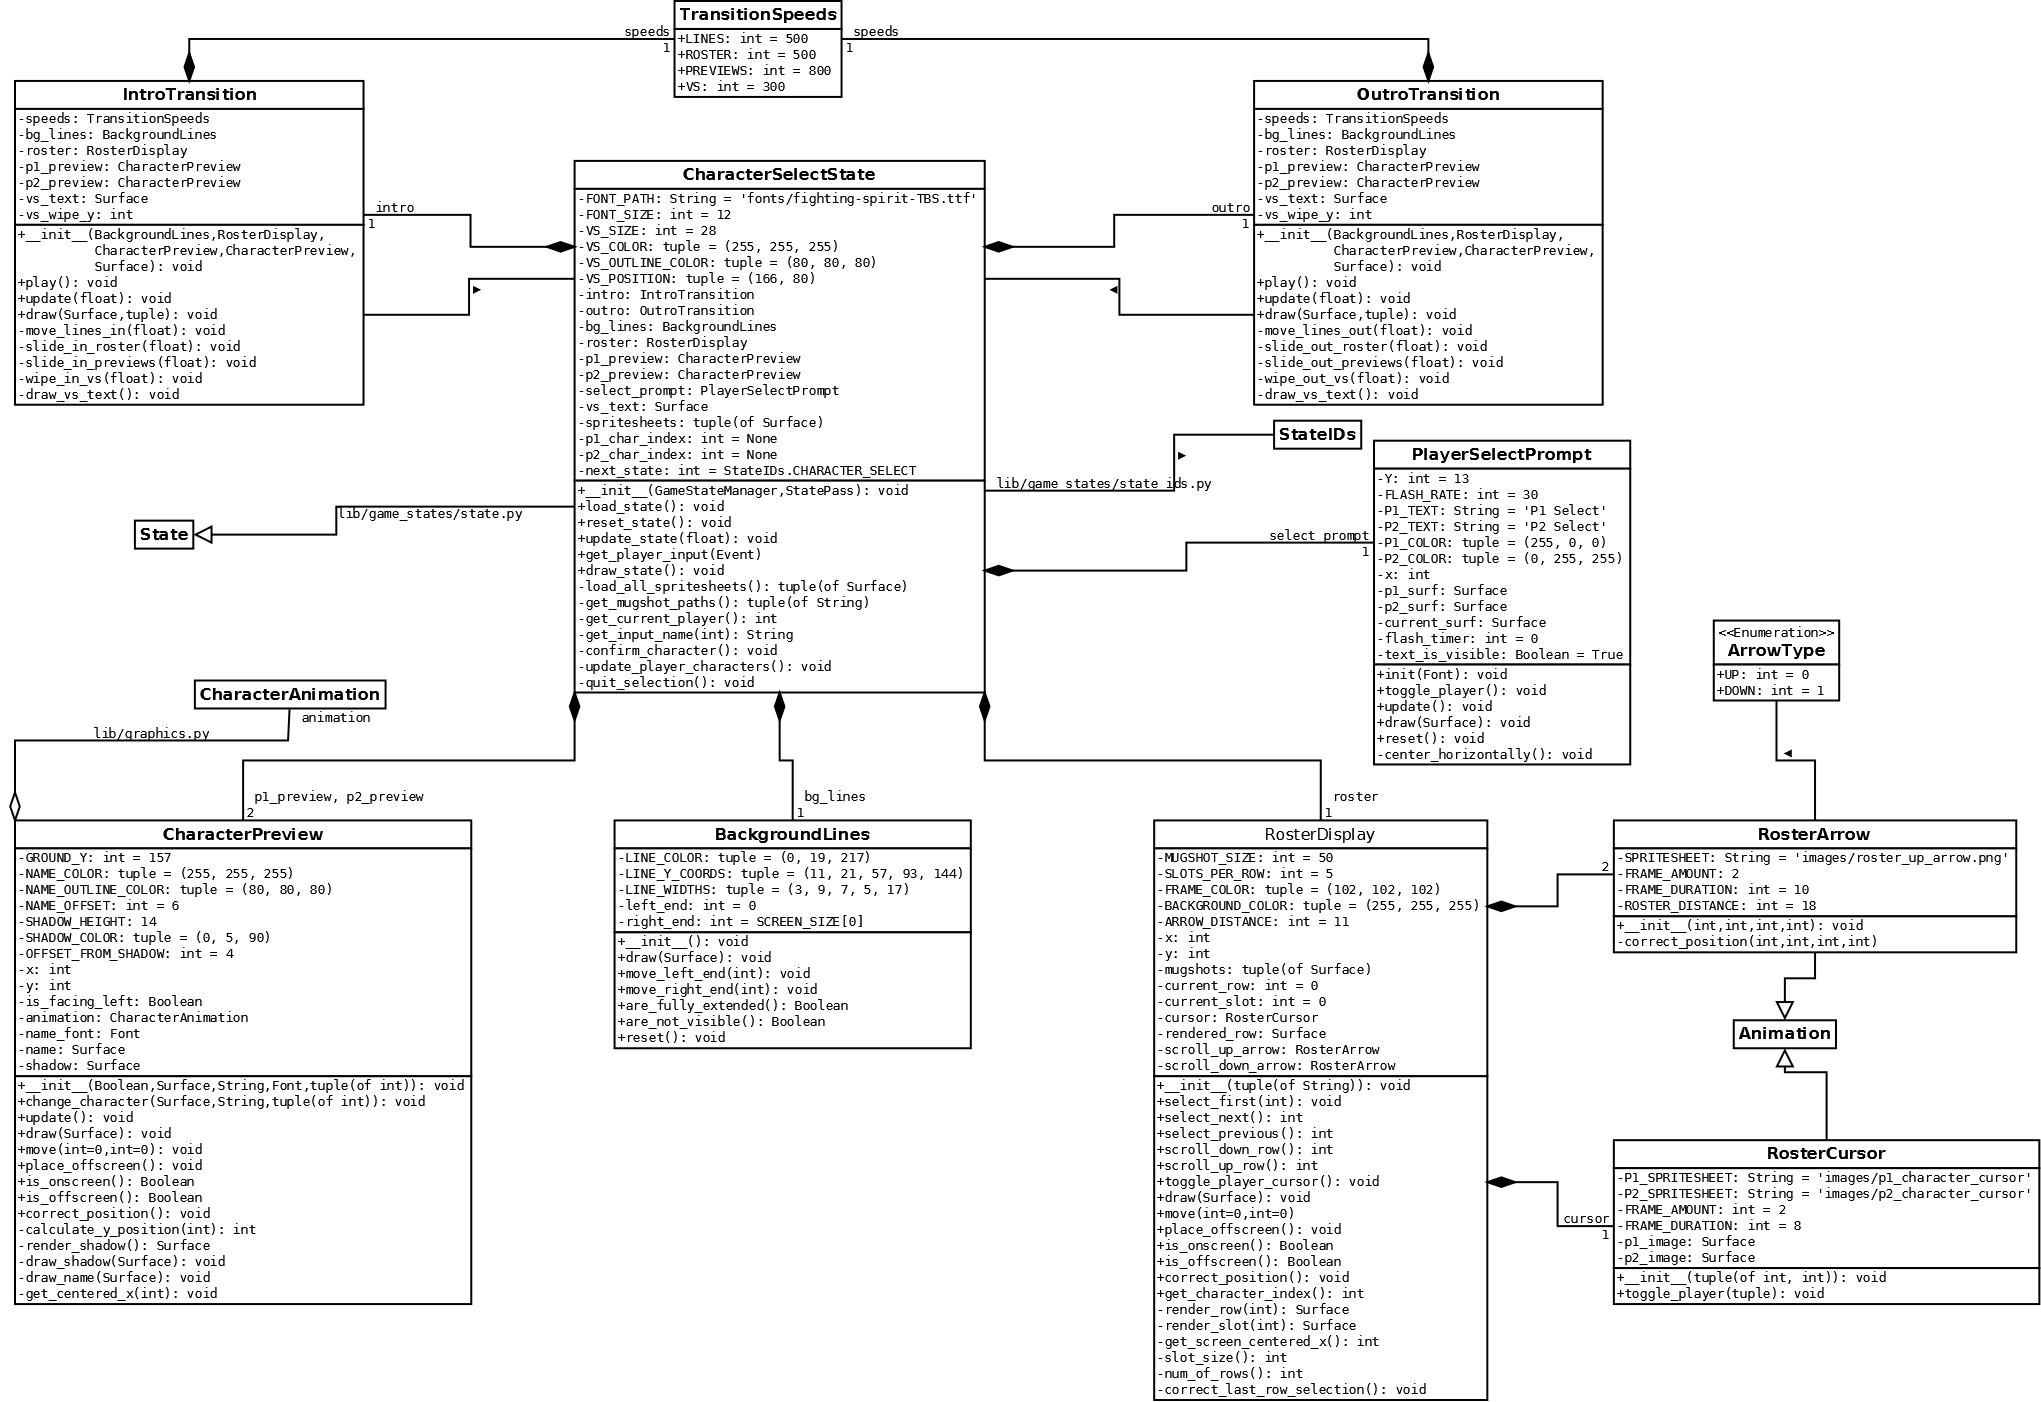 TransitionSpeeds
+LINES: int = 500
+ROSTER: int = 500
+PREVIEWS: int = 800
+VS: int = 300
speeds
1
speeds
1
IntroTransition
-speeds: TransitionSpeeds
-bg_lines: BackgroundLines
-roster: RosterDisplay
-p1_preview: CharacterPreview
-p2_preview: CharacterPreview
-vs_text: Surface
-vs_wipe_y: int
+__init__(BackgroundLines,RosterDisplay,
CharacterPreview,CharacterPreview,
Surface): void
+play(): void
+update(float): void
+draw(Surface,tuple): void
-move_lines_in(float): void
-slide_in_roster(float): void
-slide_in_previews(float): void
-wipe_in_vs(float): void
-draw_vs_text(): void
intro
1
CharacterSelectState
-FONT_PATH: String = 'fonts/fighting-spirit-TBS.ttf'
-FONT_SIZE: int = 12
-VS_SIZE: int = 28
-VS_COLOR: tuple = (255, 255, 255)
-VS_OUTLINE_COLOR: tuple = (80, 80, 80)
-VS_POSITION: tuple = (166, 80)
-intro: IntroTransition
-outro: OutroTransition
-bg_lines: BackgroundLines
-roster: RosterDisplay
-p1_preview: CharacterPreview
-p2_preview: CharacterPreview
-select_prompt: PlayerSelectPrompt
-vs_text: Surface
-spritesheets: tuple(of Surface)
-p1_char_index: int = None
-p2_char_index: int = None
-next_state: int = StateIDs.CHARACTER_SELECT
+__init__(GameStateManager,StatePass): void
+load_state(): void
+reset_state(): void
+update_state(float): void
+get_player_input(Event)
+draw_state(): void
-load_all_spritesheets(): tuple(of Surface)
-get_mugshot_paths(): tuple(of String)
-get_current_player(): int
-get_input_name(int): String
-confirm_character(): void
-update_player_characters(): void
-quit_selection(): void
outro
1
OutroTransition
-speeds: TransitionSpeeds
-bg_lines: BackgroundLines
-roster: RosterDisplay
-p1_preview: CharacterPreview
-p2_preview: CharacterPreview
-vs_text: Surface
-vs_wipe_y: int
+__init__(BackgroundLines,RosterDisplay,
CharacterPreview,CharacterPreview,
Surface): void
+play(): void
+update(float): void
+draw(Surface,tuple): void
-move_lines_out(float): void
-slide_out_roster(float): void
-slide_out_previews(float): void
-wipe_out_vs(float): void
-draw_vs_text(): void
StateIDs
lib/game_states/state_ids.py
State
lib/game_states/state.py
select_prompt
1
PlayerSelectPrompt
-Y: int = 13
-FLASH_RATE: int = 30
-P1_TEXT: String = 'P1 Select'
-P2_TEXT: String = 'P2 Select'
-P1_COLOR: tuple = (255, 0, 0)
-P2_COLOR: tuple = (0, 255, 255)
-x: int
-p1_surf: Surface
-p2_surf: Surface
-current_surf: Surface
-flash_timer: int = 0
-text_is_visible: Boolean = True
+init(Font): void
+toggle_player(): void
+update(): void
+draw(Surface): void
+reset(): void
-center_horizontally(): void
<<Enumeration>>
ArrowType
+UP: int = 0
+DOWN: int = 1
CharacterAnimation
animation
lib/graphics.py
p1_preview, p2_preview
2
bg_lines
1
roster
1
CharacterPreview
-GROUND_Y: int = 157
-NAME_COLOR: tuple = (255, 255, 255)
-NAME_OUTLINE_COLOR: tuple = (80, 80, 80)
-NAME_OFFSET: int = 6
-SHADOW_HEIGHT: 14
-SHADOW_COLOR: tuple = (0, 5, 90)
-OFFSET_FROM_SHADOW: int = 4
-x: int
-y: int
-is_facing_left: Boolean
-animation: CharacterAnimation
-name_font: Font
-name: Surface
-shadow: Surface
+__init__(Boolean,Surface,String,Font,tuple(of int)): void
+change_character(Surface,String,tuple(of int)): void
+update(): void
+draw(Surface): void
+move(int=0,int=0): void
+place_offscreen(): void
+is_onscreen(): Boolean
+is_offscreen(): Boolean
+correct_position(): void
-calculate_y_position(int): int
-render_shadow(): Surface
-draw_shadow(Surface): void
-draw_name(Surface): void
-get_centered_x(int): void
BackgroundLines
-LINE_COLOR: tuple = (0, 19, 217)
-LINE_Y_COORDS: tuple = (11, 21, 57, 93, 144)
-LINE_WIDTHS: tuple = (3, 9, 7, 5, 17)
-left_end: int = 0
-right_end: int = SCREEN_SIZE[0]
+__init__(): void
+draw(Surface): void
+move_left_end(int): void
+move_right_end(int): void
+are_fully_extended(): Boolean
+are_not_visible(): Boolean
+reset(): void
RosterDisplay
-MUGSHOT_SIZE: int = 50
-SLOTS_PER_ROW: int = 5
-FRAME_COLOR: tuple = (102, 102, 102)
-BACKGROUND_COLOR: tuple = (255, 255, 255)
-ARROW_DISTANCE: int = 11
-x: int
-y: int
-mugshots: tuple(of Surface)
-current_row: int = 0
-current_slot: int = 0
-cursor: RosterCursor
-rendered_row: Surface
-scroll_up_arrow: RosterArrow
-scroll_down_arrow: RosterArrow
+__init__(tuple(of String)): void
+select_first(int): void
+select_next(): int
+select_previous(): int
+scroll_down_row(): int
+scroll_up_row(): int
+toggle_player_cursor(): void
+draw(Surface): void
+move(int=0,int=0)
+place_offscreen(): void
+is_onscreen(): Boolean
+is_offscreen(): Boolean
+correct_position(): void
+get_character_index(): int
-render_row(int): Surface
-render_slot(int): Surface
-get_screen_centered_x(): int
-slot_size(): int
-num_of_rows(): int
-correct_last_row_selection(): void
2
RosterArrow
-SPRITESHEET: String = 'images/roster_up_arrow.png'
-FRAME_AMOUNT: 2
-FRAME_DURATION: int = 10
-ROSTER_DISTANCE: int = 18
+__init__(int,int,int,int): void
-correct_position(int,int,int,int)
Animation
cursor
1
RosterCursor
-P1_SPRITESHEET: String = 'images/p1_character_cursor'
-P2_SPRITESHEET: String = 'images/p2_character_cursor'
-FRAME_AMOUNT: int = 2
-FRAME_DURATION: int = 8
-p1_image: Surface
-p2_image: Surface
+__init__(tuple(of int, int)): void
+toggle_player(tuple): void